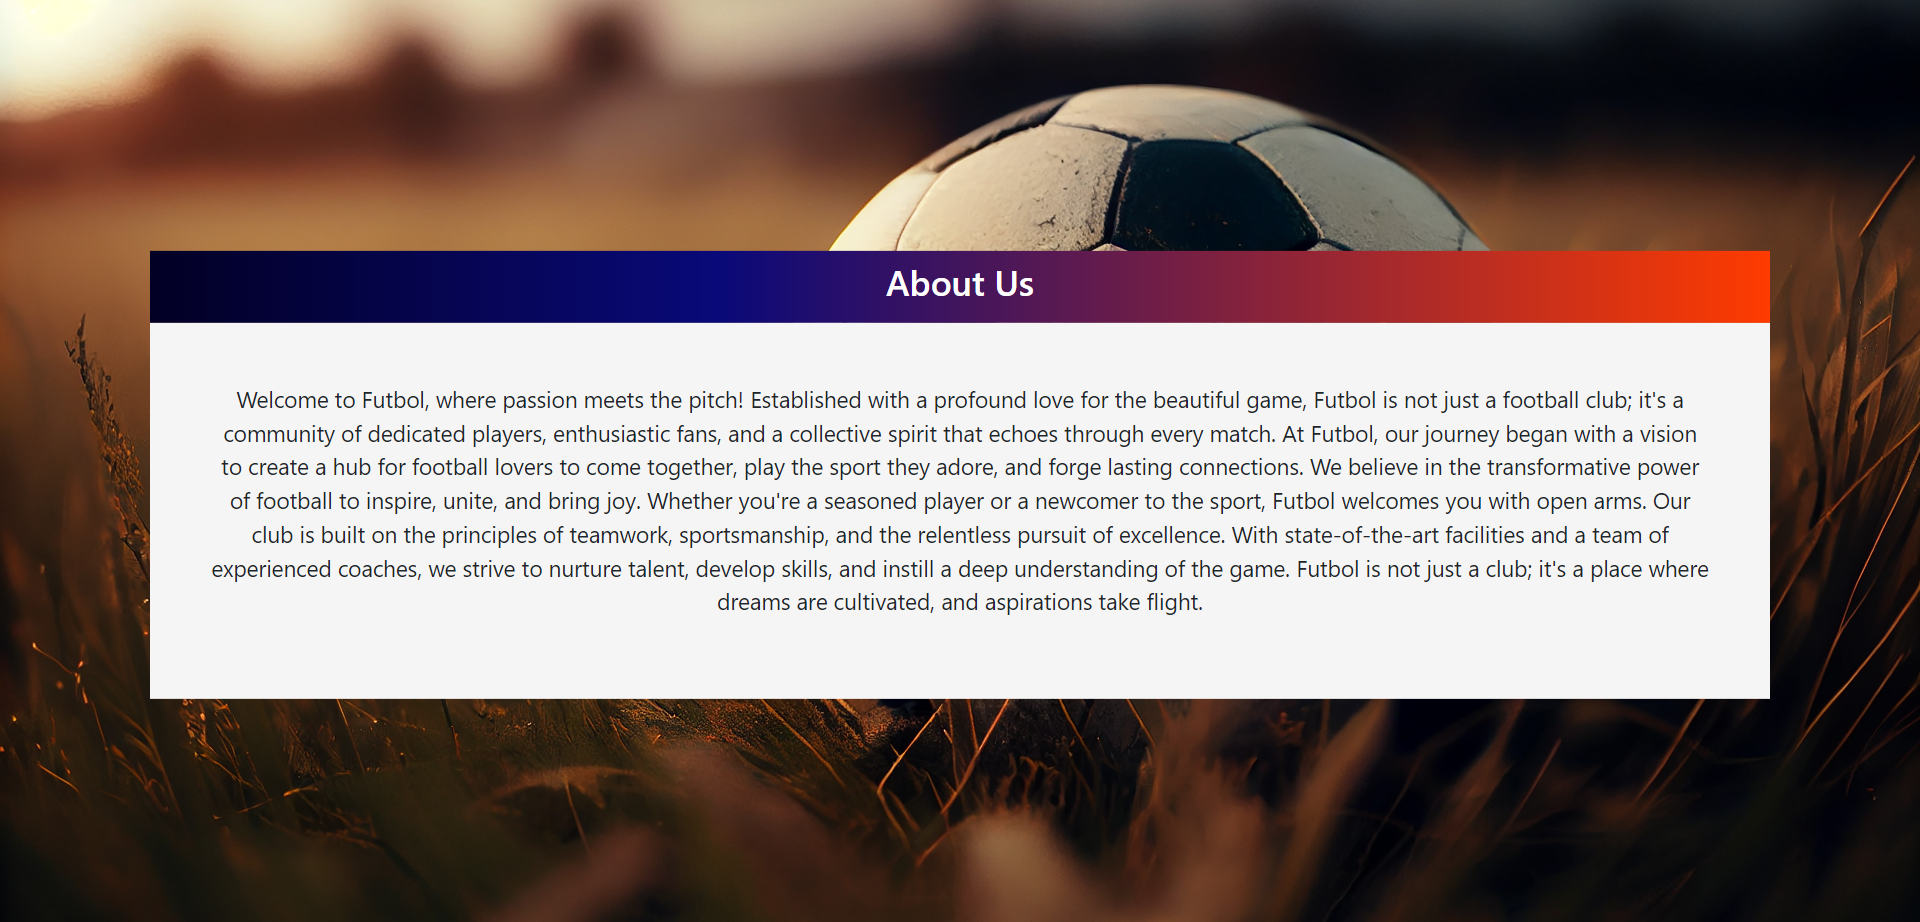 About Us
Welcome to Futbol, where passion meets the pitch! Established with a profound love for the beautiful game, Futbol is not just a football club; it's a
community of dedicated players, enthusiastic fans, and a collective spirit that echoes through every match. At Futbol, our journey began with a vision
to create a hub for football lovers to come together, play the sport they adore, and forge lasting connections. We believe in the transformative power
of football to inspire, unite, and bring joy. Whether you're a seasoned player or a newcomer to the sport, Futbol welcomes you with open arms. Our
club is built on the principles of teamwork, sportsmanship, and the relentless pursuit of excellence. With state-of-the-art facilities and a team of
experienced coaches, we strive to nurture talent, develop skills, and instill a deep understanding of the game. Futbol is not just a club; it's a place where
dreams are cultivated, and aspirations take flight.